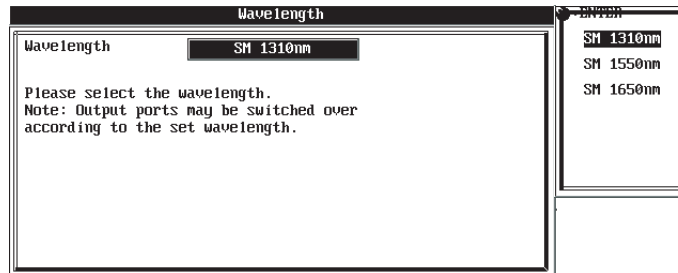 Wavelength
Wavelength SM 1310nm
Please select the wavelength.
Note: Output ports may be switched over
according to the set wavelength.
ENTER
SM 1310nm
SM 1550nm
SM 1650nm